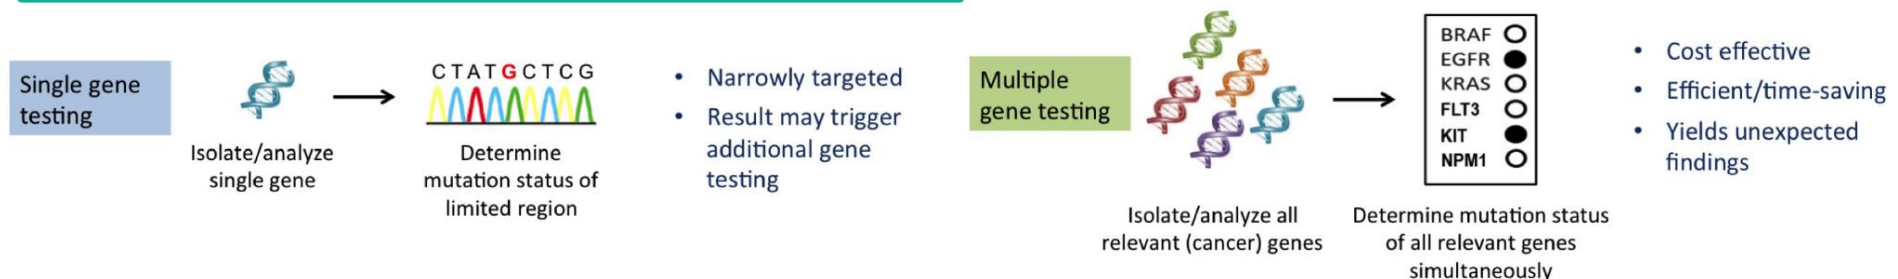 Single gene
testing
Isolate/analyze
single gene
CTATGCTCG
Determine
mutation status of
limited region
• Narrowly targeted
• Result may trigger
additional gene
testing
Multiple
gene testing
Isolate/analyze all
relevant (cancer) genes
BRAF
EGFR
KRAS
FLT3
KIT
NPM1
Determine mutation status
of all relevant genes
simultaneously
• Cost effective
• Efficient/time-saving
• Yields unexpected
findings